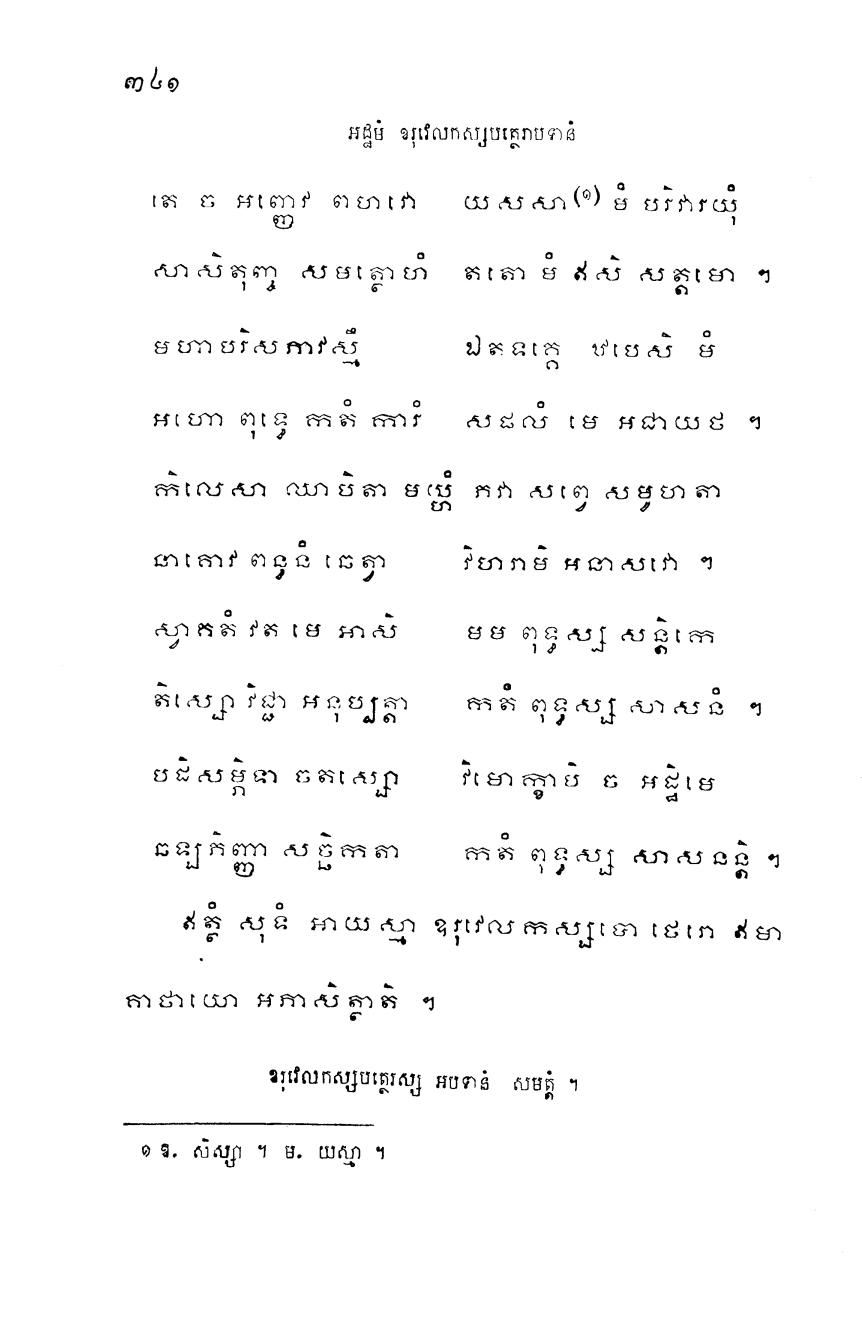 ៣៤១
អដ្ឋមំ ឧរុវេលកស្សបត្ថេរាបទានំ
តេ ច អញ្ញេវ ពហវោ យសសា(១) មំ បរិវារយុំ
សាសិតុញ្ច សមត្ថោហំ តតោ មំ ឥសិ សត្តមោ ។
មហាបរិសភាវស្មឹ ឯតទគ្គេ ឋបេសិ មំ
អហោ ពុទ្ធេ កតំ ការំ សផលំ មេ អជាយថ ។
កិលេសា ឈាបិតា មយ្ហំ ភវា សព្វេ សមូហតា
នាគោវ ពន្ធនំ ឆេត្វា វិហរាមិ អនាសវោ ។
ស្វាគតំ វត មេ អាសិ មម ពុទ្ធស្ស សន្តិកេ
តិស្សោ វិជ្ជា អនុប្បត្តា កតំ ពុទ្ធស្ស សាសនំ ។
បដិសម្ភិទា ចតស្សោ វិមោក្ខាបិ ច អដ្ឋិមេ
ឆឡភិញ្ញា សច្ឆិកតា កតំ ពុទ្ធស្ស សាសនន្តិ ។
ឥត្ថំ សុទំ អាយស្មា ឧរុវេលកស្សបោ ថេរោ ឥមា
គាថាយោ អភាសិត្ថាតិ ។
ឧរុវេលកស្សបត្ថេរស្ស អបទានំ សមត្តំ ។
១ ឱ. សិស្សា ។ ម. យស្មា ។